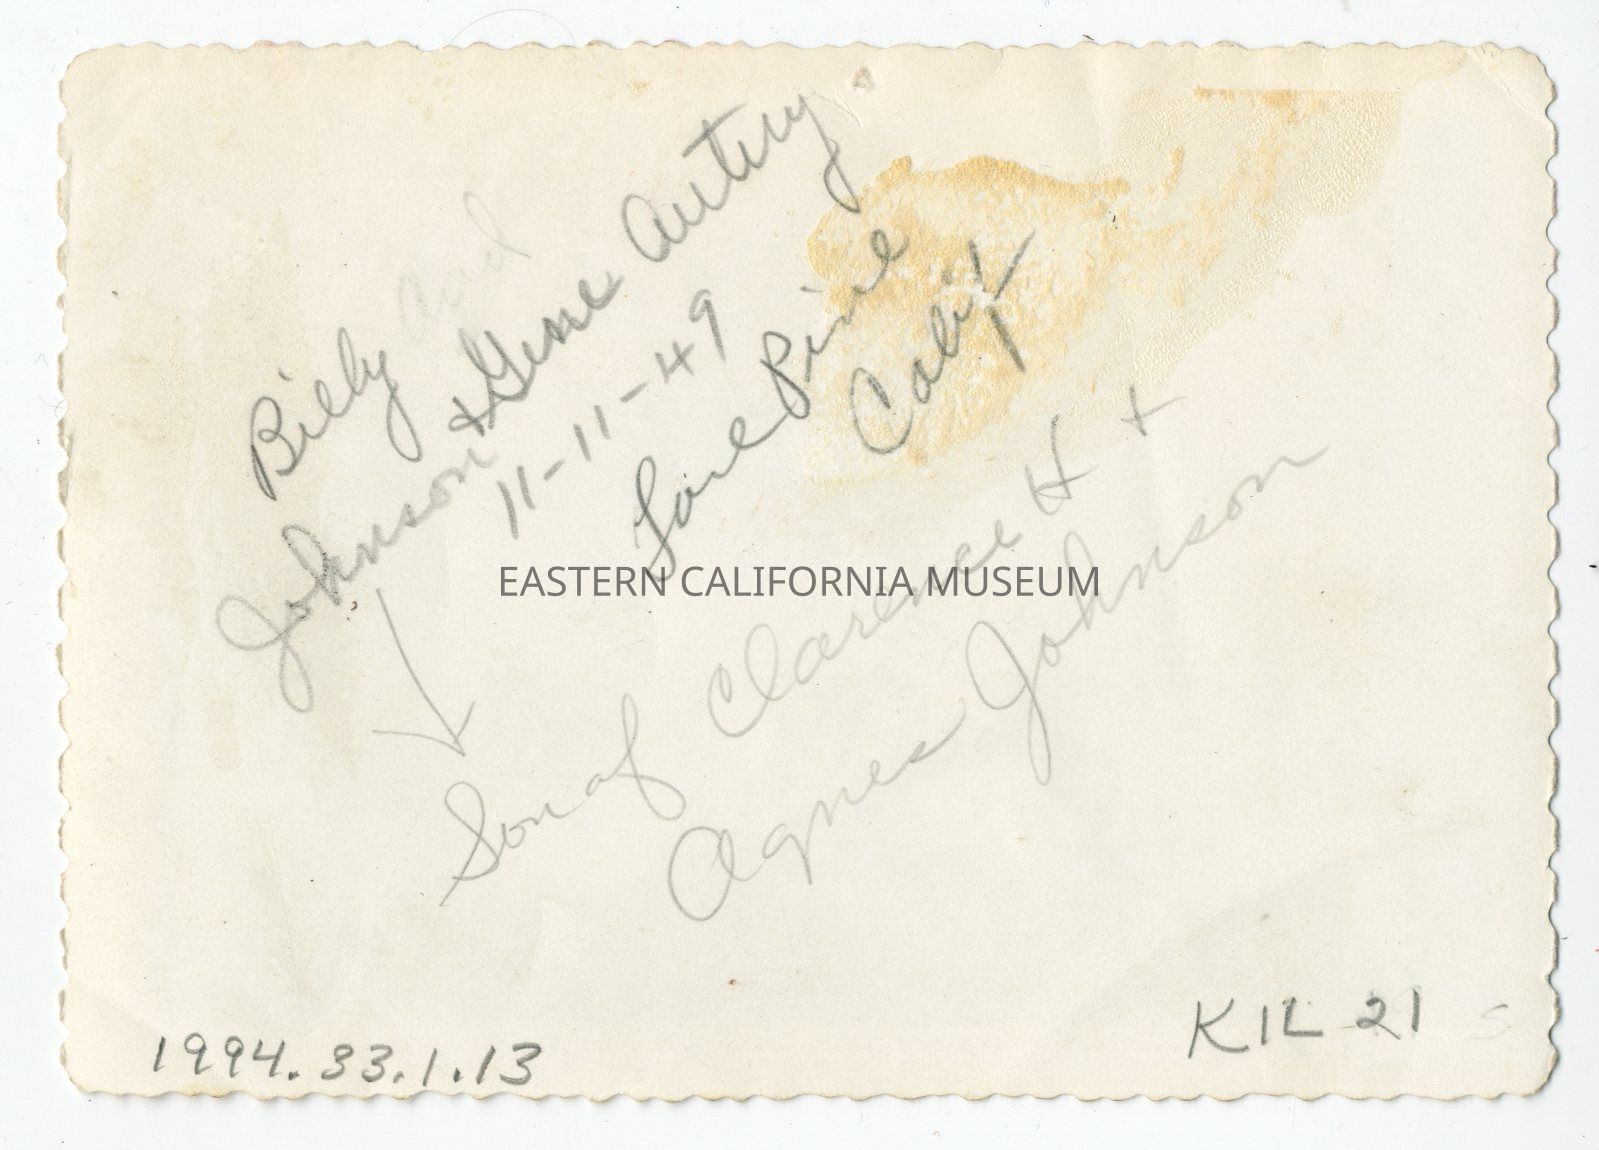 Billy and
Johnson + Gene Autry
11-11-49
Lone Pine
Calif
Son of Clarence H +
Agnes Johnson
EASTERN CALIFORNIA MUSEUM
1994.33.1.13
KIL 21